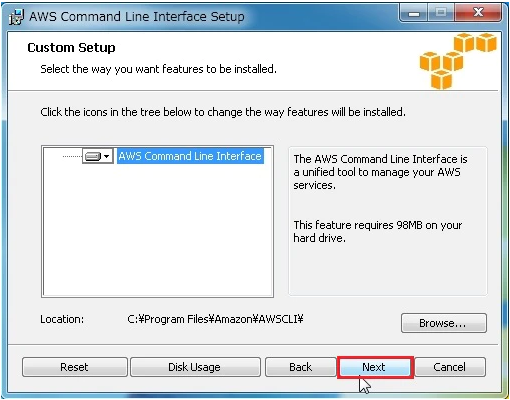 AWS Command Line Interface Setup
Custom Setup
Select the way you want features to be installed.
Click the icons in the tree below to change the way features will be installed.
AWS Command Line Interface
The AWS Command Line Interface is
a unified tool to manage your AWS
services.
This feature requires 98MB on your
hard drive.
Location: C:¥Program Files¥Amazon¥AWSCLI¥
Browse...
Reset Disk Usage Back Next Cancel